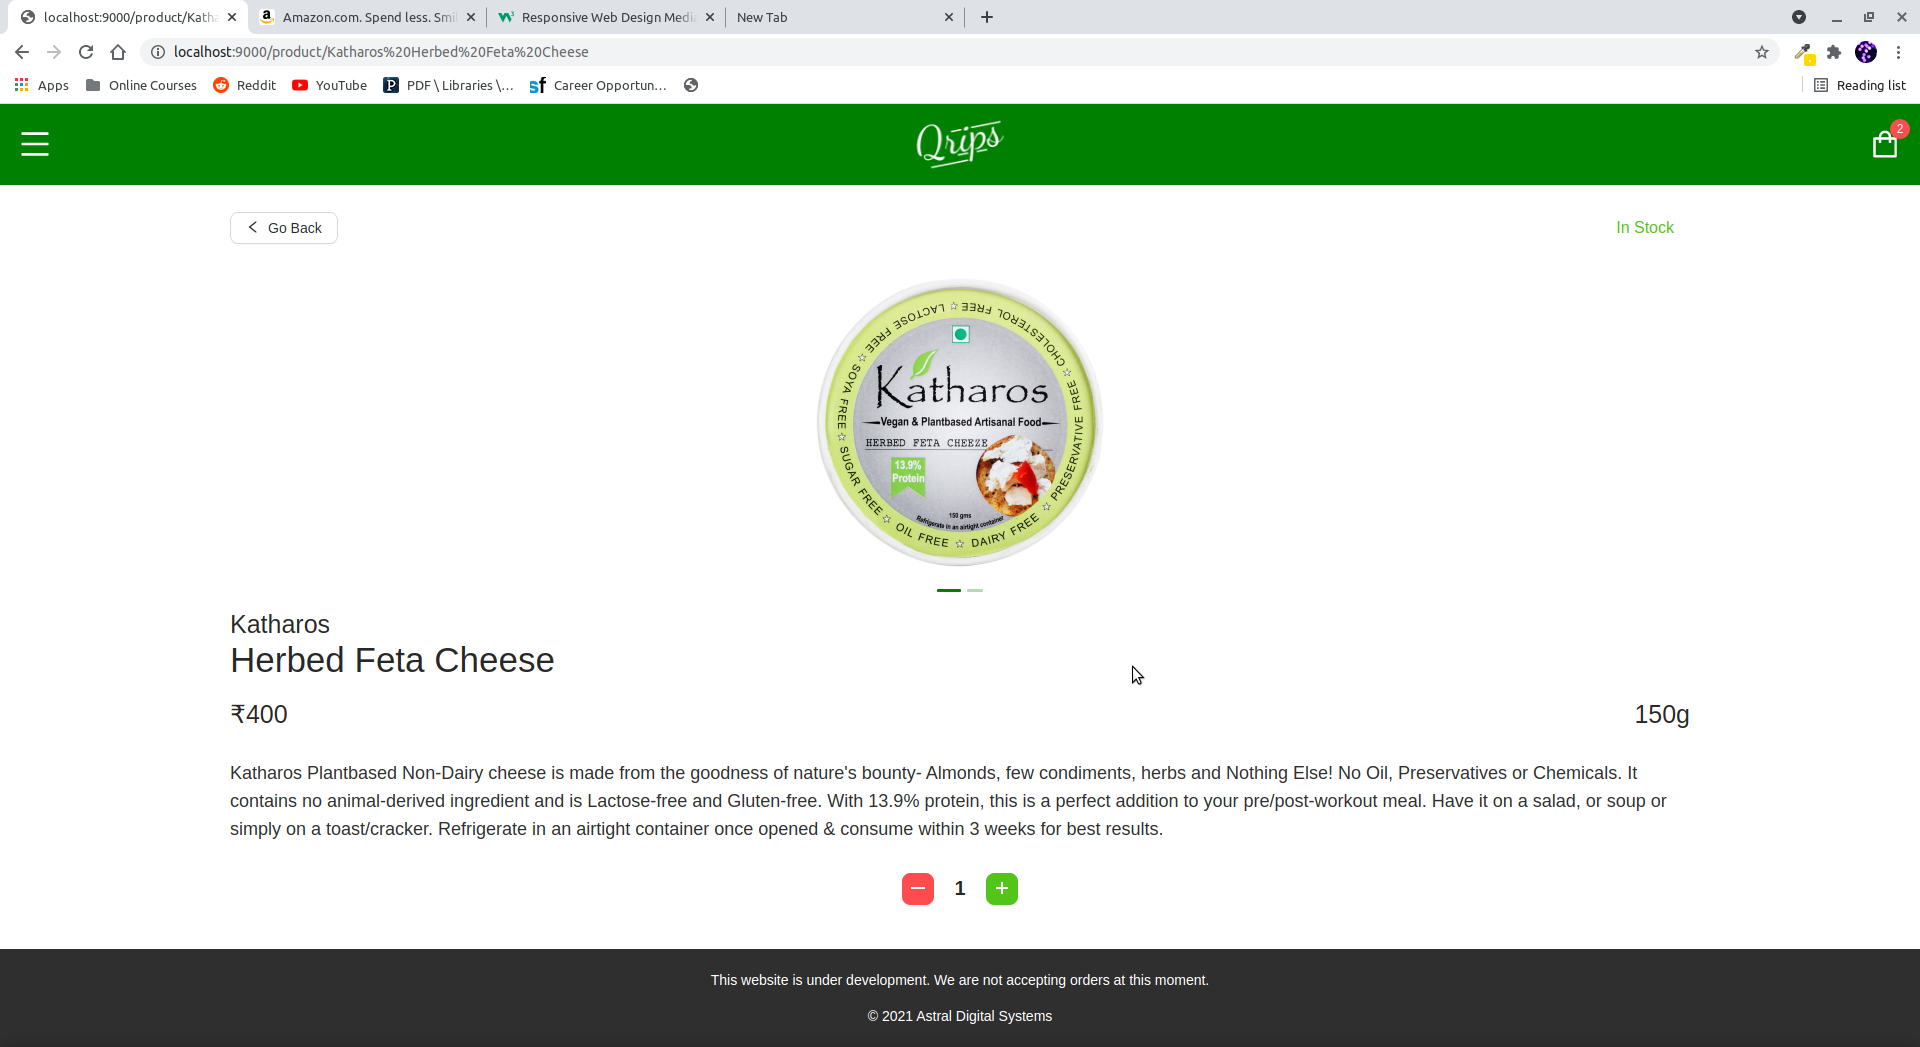 localhost:9000/product/Katha
Amazon.com. Spend less. Smil
Responsive Web Design Medi
New Tab
localhost:9000/product/Katharos%20Herbed%20Feta%20Cheese
Apps
Online Courses
Reddit
YouTube
PDF \ Libraries \...
Career Opportun...
Reading list
Qrips
2
Go Back
In Stock
LACTOSE FREE ☆ CHOLESTEROL FREE ☆ PRESERVATIVE FREE ☆ DAIRY FREE ☆ OIL FREE ☆ SUGAR FREE ☆ SOYA FREE ☆
Katharos
Vegan & Plantbased Artisanal Food
HERBED FETA CHEEZE
13.9%
Protein
150 gms
Refrigerate in an airtight container
Katharos
Herbed Feta Cheese
₹400
150g
Katharos Plantbased Non-Dairy cheese is made from the goodness of nature's bounty- Almonds, few condiments, herbs and Nothing Else! No Oil, Preservatives or Chemicals. It
contains no animal-derived ingredient and is Lactose-free and Gluten-free. With 13.9% protein, this is a perfect addition to your pre/post-workout meal. Have it on a salad, or soup or
simply on a toast/cracker. Refrigerate in an airtight container once opened & consume within 3 weeks for best results.
1
This website is under development. We are not accepting orders at this moment.
© 2021 Astral Digital Systems